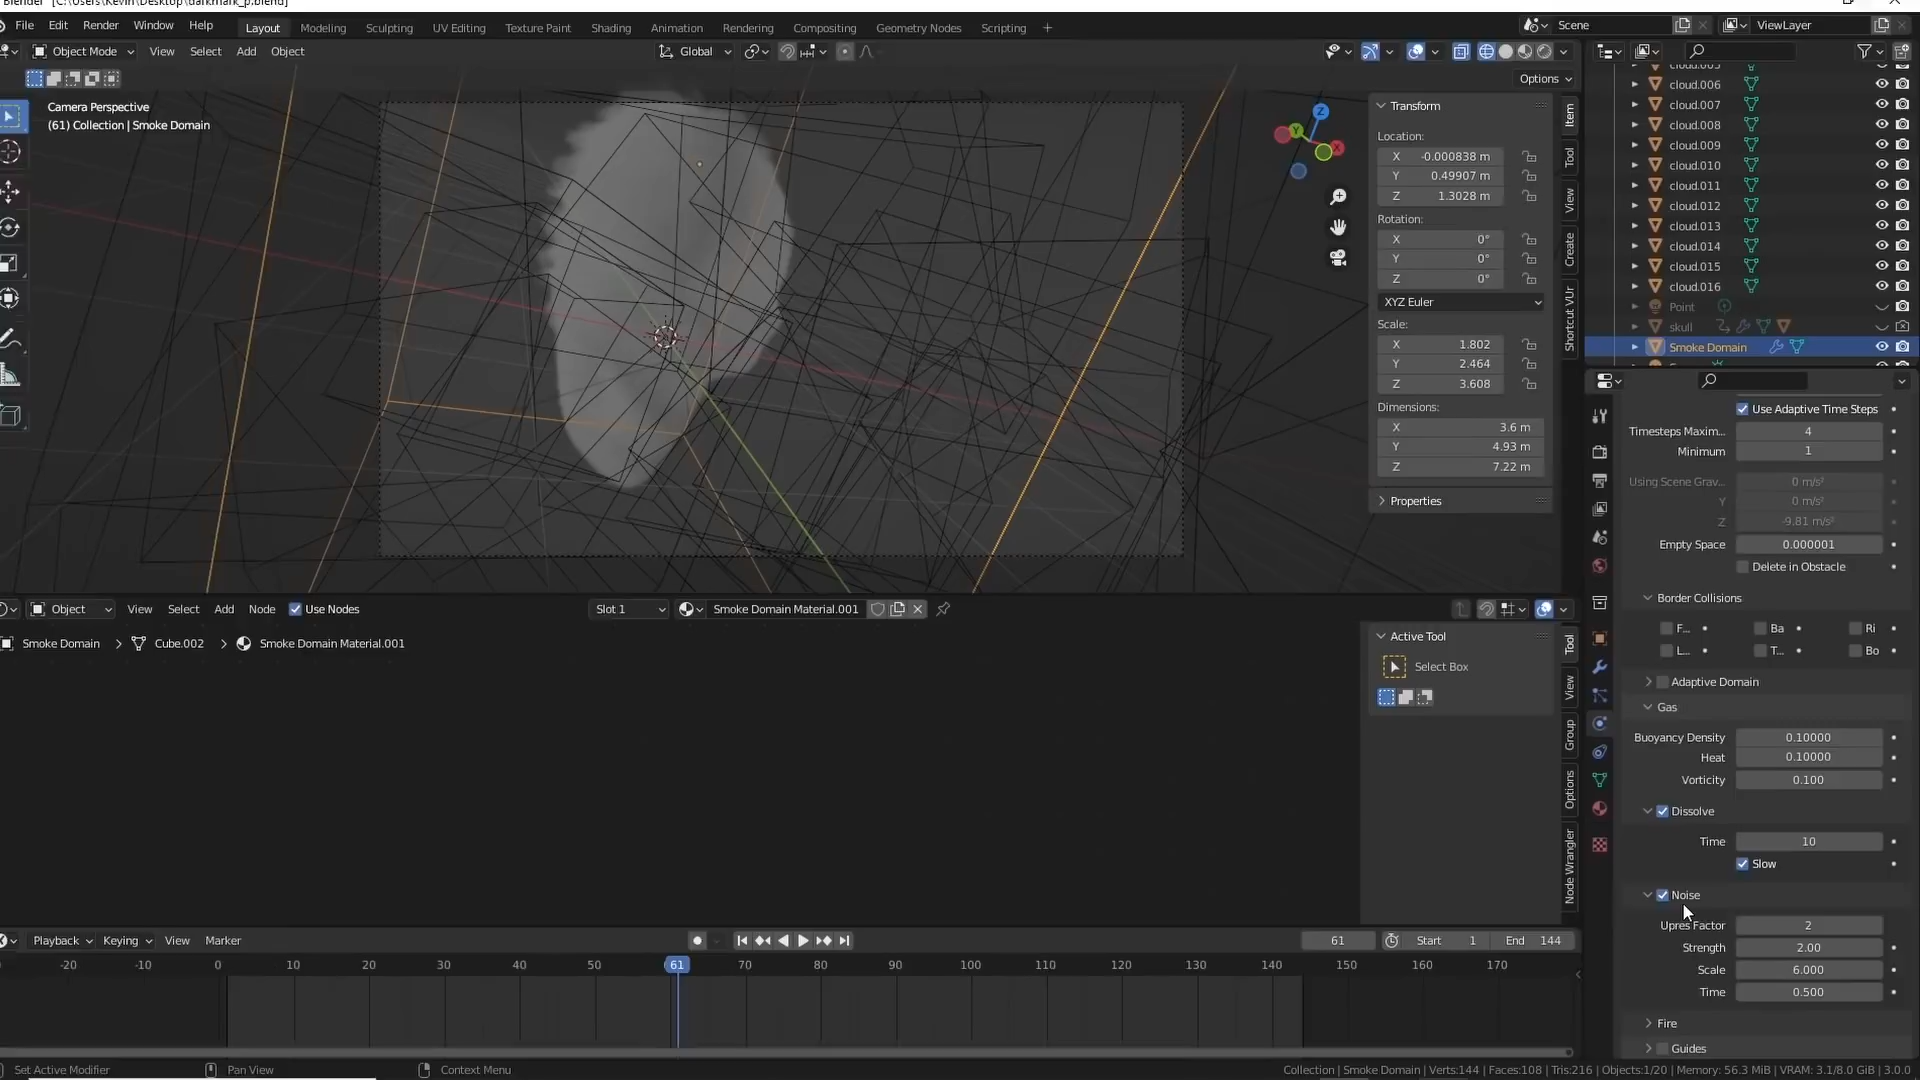 Blender [C:\Users\Kevin\Desktop\darkmark_p.blend]
File Edit Render Window Help
Layout Modeling Sculpting UV Editing Texture Paint Shading Animation Rendering Compositing Geometry Nodes Scripting +
Scene
ViewLayer
Object Mode View Select Add Object
Global
Options
Camera Perspective
(61) Collection | Smoke Domain
Z
Y
X
Transform
Location:
X -0.000838 m
Y 0.49907 m
Z 1.3028 m
Rotation:
X 0°
Y 0°
Z 0°
XYZ Euler
Scale:
X 1.802
Y 2.464
Z 3.608
Dimensions:
X 3.6 m
Y 4.93 m
Z 7.22 m
Properties
Item
Tool
View
Create
Shortcut VUr
cloud.005
cloud.006
cloud.007
cloud.008
cloud.009
cloud.010
cloud.011
cloud.012
cloud.013
cloud.014
cloud.015
cloud.016
Point
skull
Smoke Domain
Use Adaptive Time Steps
Timesteps Maxim... 4
Minimum 1
Using Scene Grav... 0 m/s²
Y 0 m/s²
Z -9.81 m/s²
Empty Space 0.000001
Delete in Obstacle
Border Collisions
F... Ba Ri
L... T... Bo
Adaptive Domain
Gas
Buoyancy Density 0.10000
Heat 0.10000
Vorticity 0.100
Dissolve
Time 10
Slow
Noise
Upres Factor 2
Strength 2.00
Scale 6.000
Time 0.500
Fire
Guides
Object View Select Add Node Use Nodes
Slot 1
Smoke Domain Material.001
Smoke Domain > Cube.002 > Smoke Domain Material.001
Active Tool
Select Box
Tool
View
Group
Options
Node Wrangler
Playback Keying View Marker
61
Start 1
End 144
-20 -10 0 10 20 30 40 50 61 70 80 90 100 110 120 130 140 150 160 170
Set Active Modifier
Pan View
Context Menu
Collection | Smoke Domain | Verts:144 | Faces:108 | Tris:216 | Objects:1/20 | Memory: 56.3 MiB | VRAM: 3.1/8.0 GiB | 3.0.0